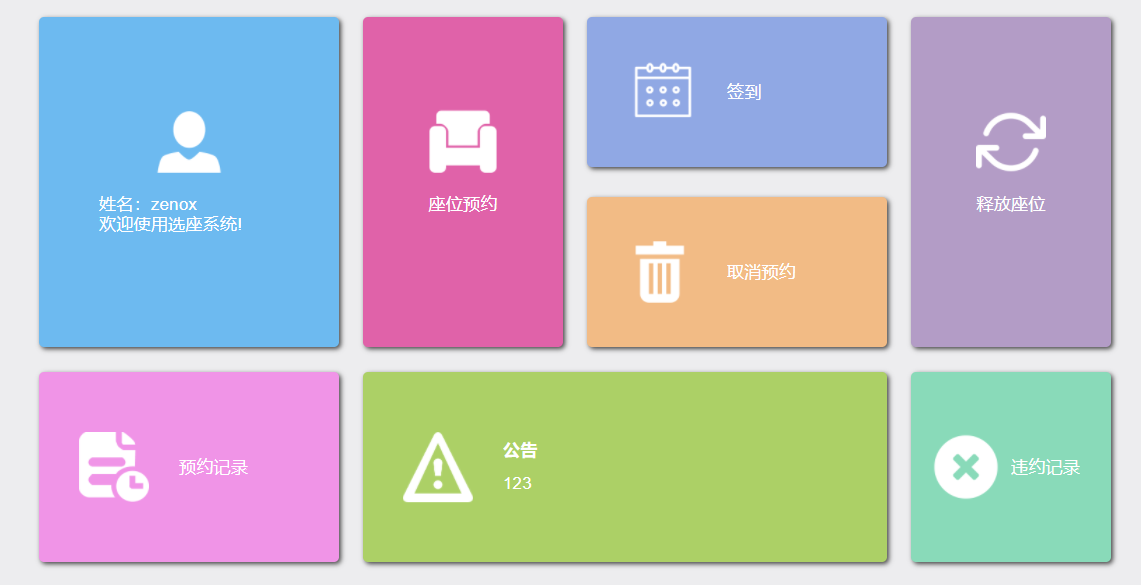 姓名：zenox
欢迎使用选座系统!
座位预约
签到
取消预约
释放座位
预约记录
公告
123
违约记录